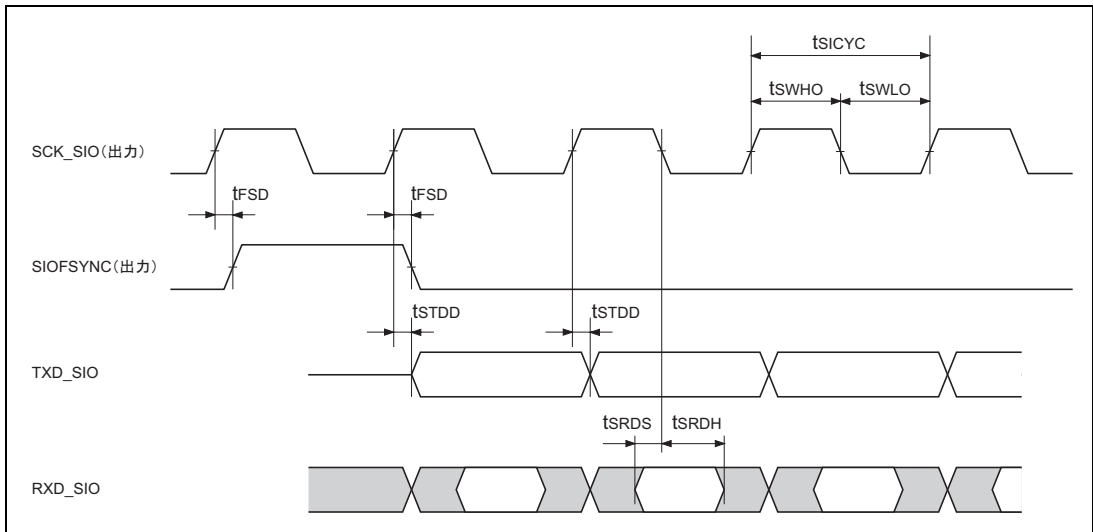 tSICYC
tSWHO tSWLO
SCK_SIO(出力)
tFSD tFSD
SIOFSYNC(出力)
tSTDD tSTDD
TXD_SIO
tSRDS tSRDH
RXD_SIO